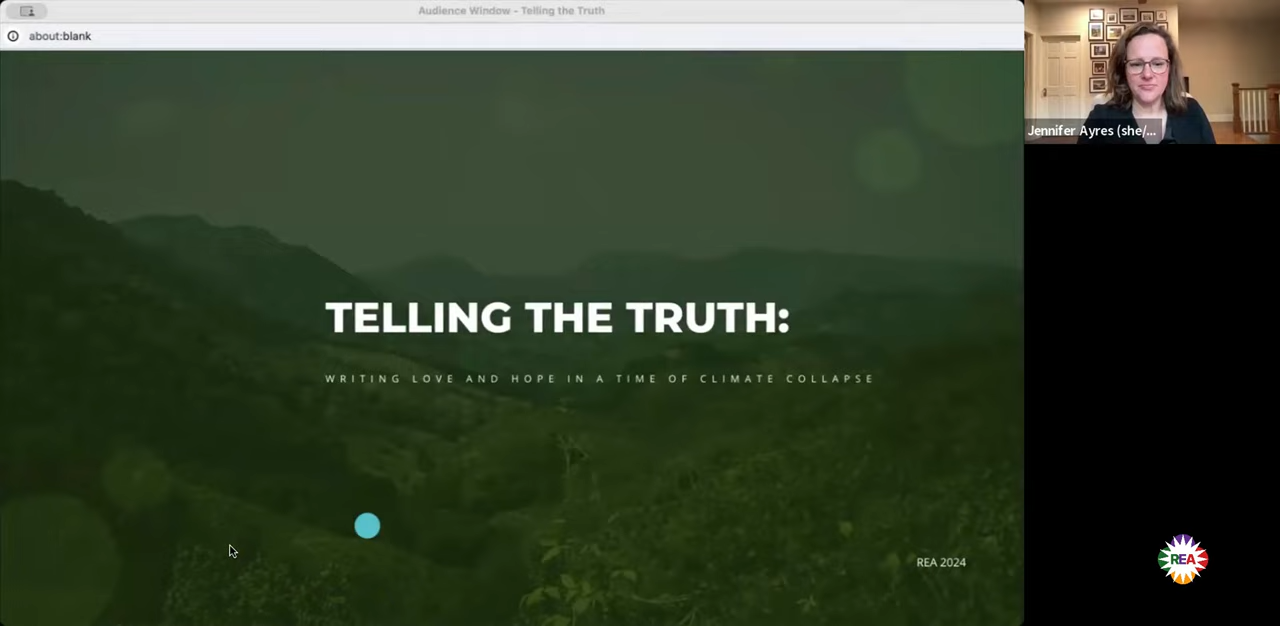 Audience Window - Telling the Truth
about:blank
Jennifer Ayres (she/...
TELLING THE TRUTH:
WRITING LOVE AND HOPE IN A TIME OF CLIMATE COLLAPSE
REA 2024
REA